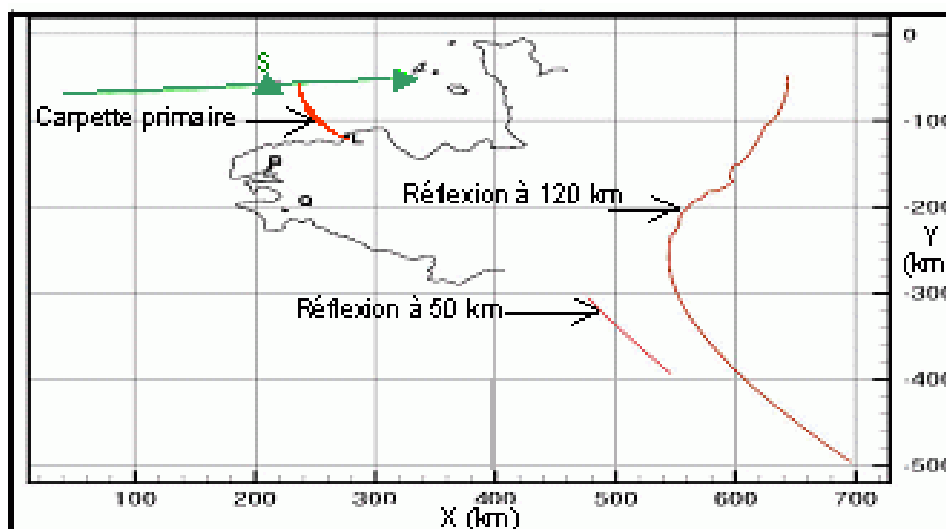 S
Carpette primaire
Réflexion à 120 km
Réflexion à 50 km
0
-100
-200
Y
(km)
-300
-400
-500
100
200
300
400
500
600
700
X (km)